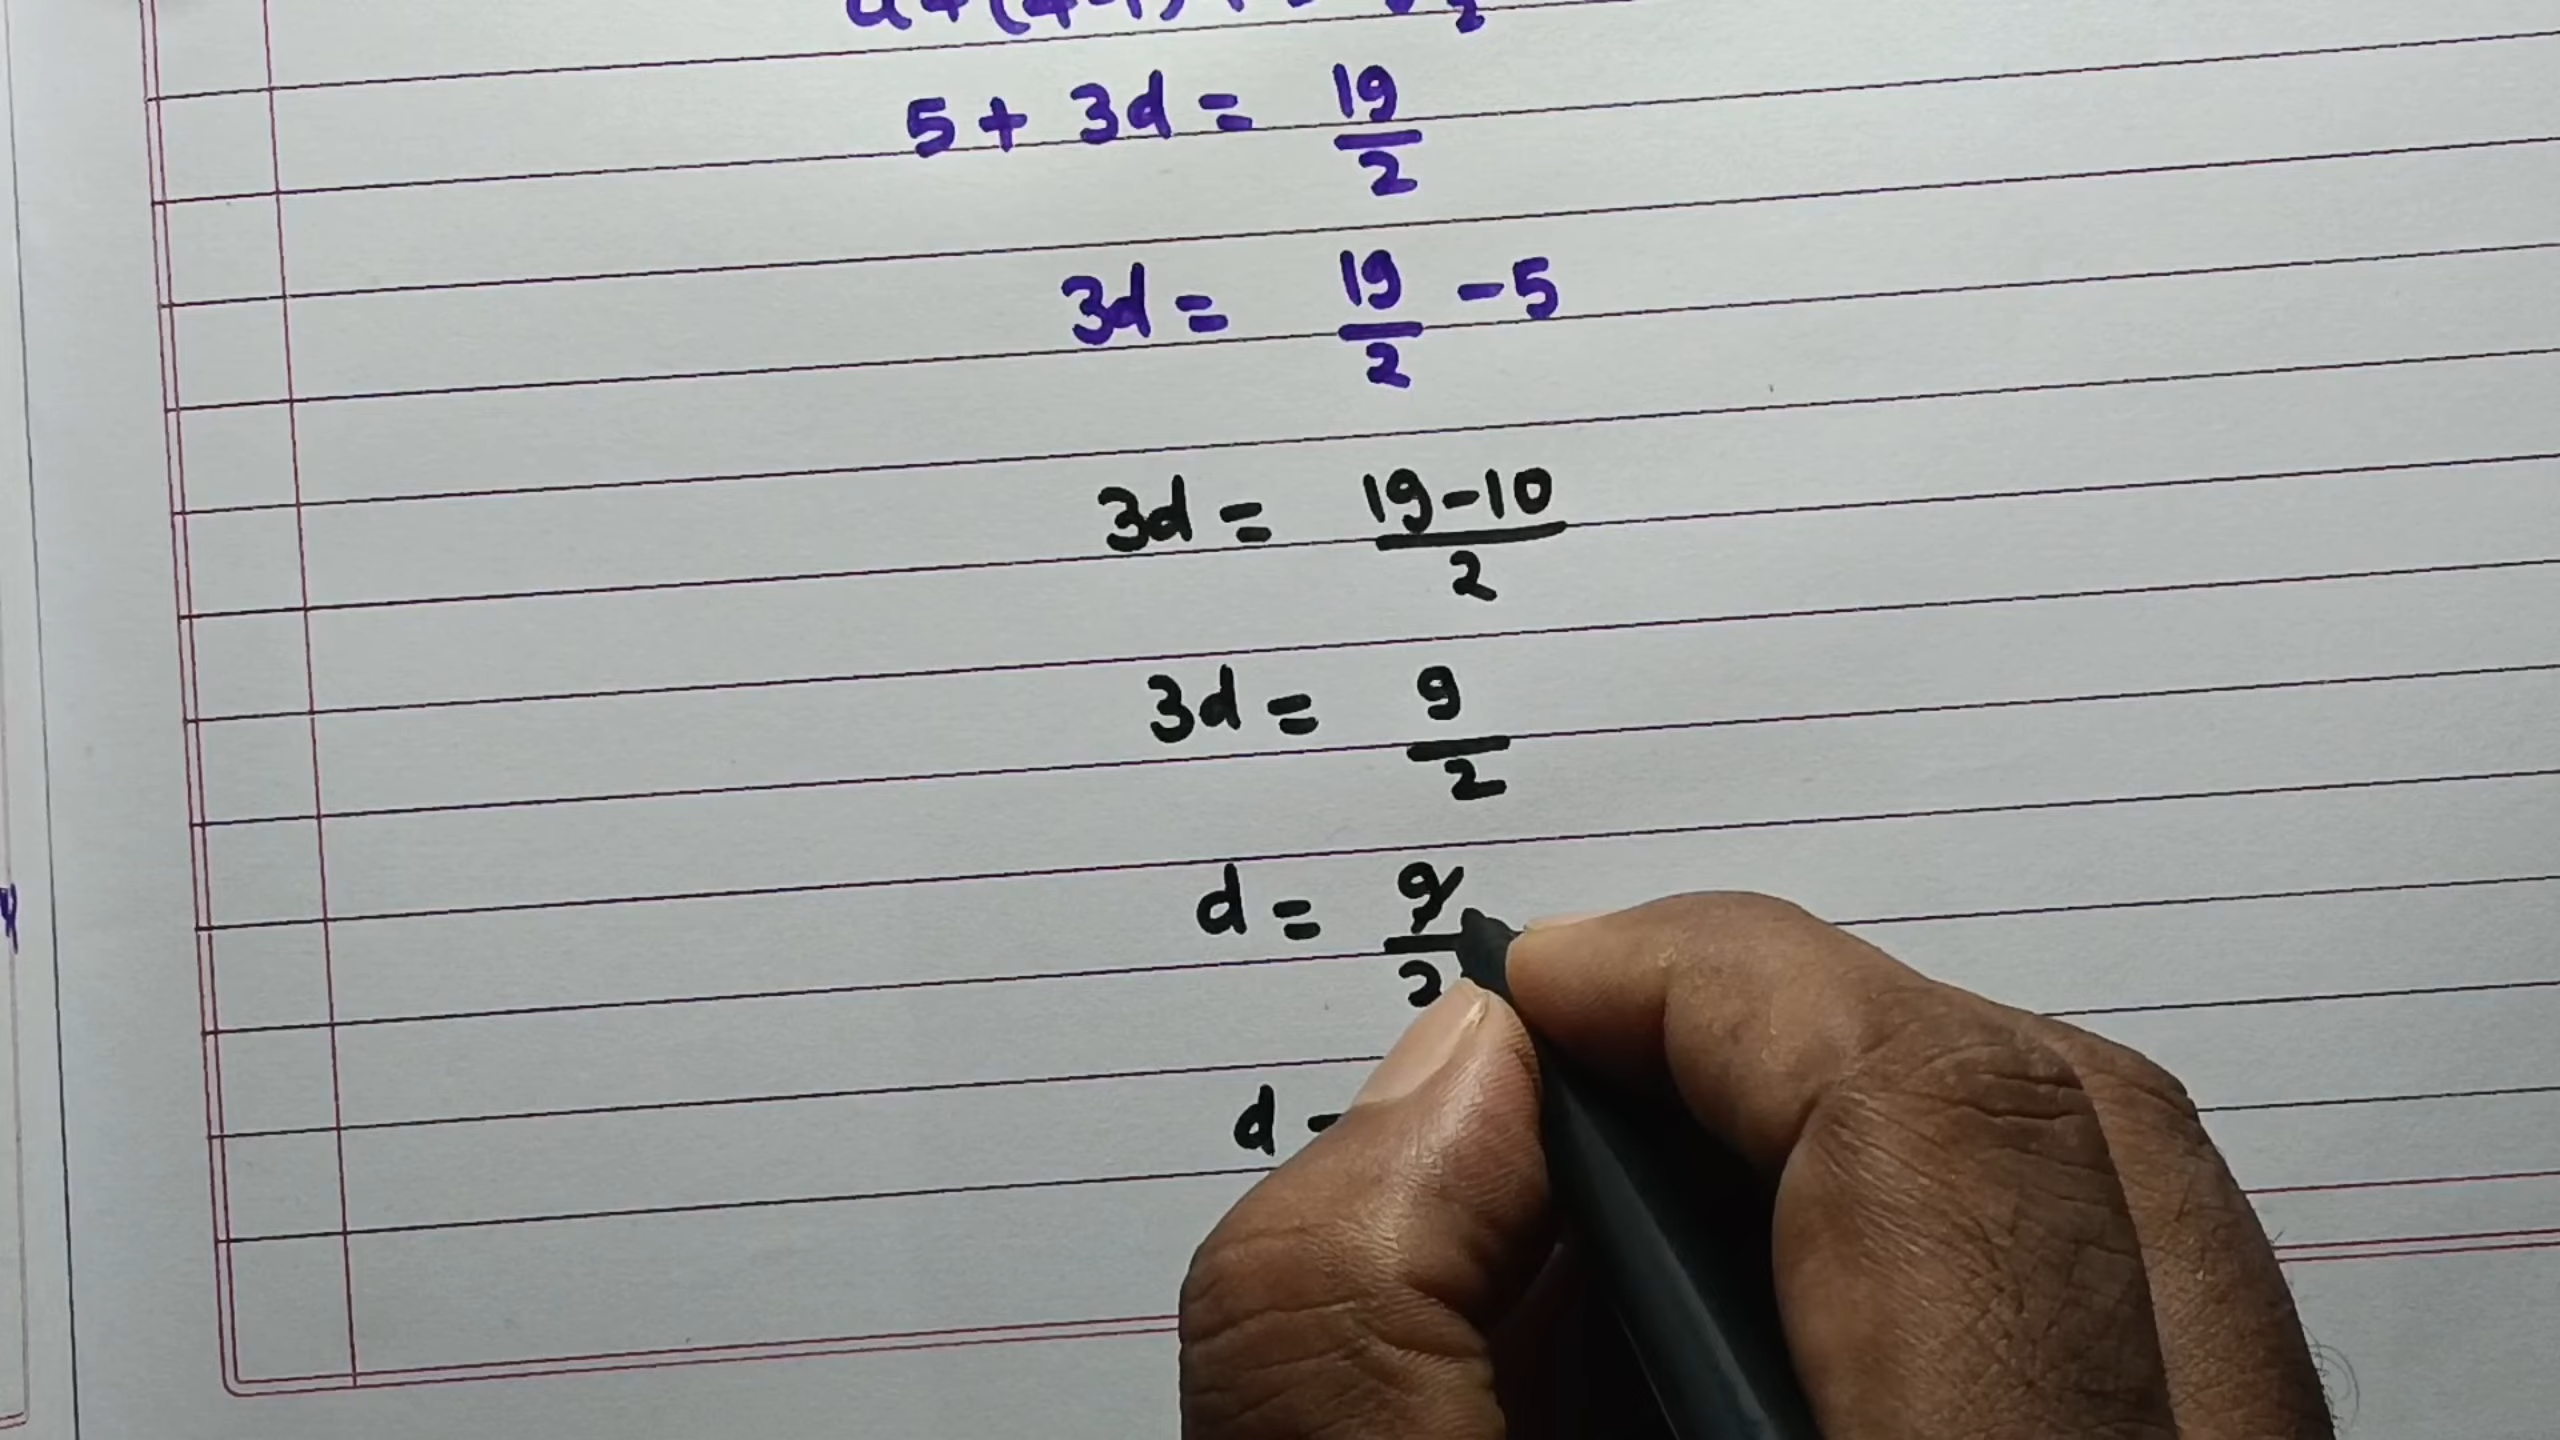 5 + 3d = 19/2
3d = 19/2 - 5
3d = 19-10/2
3d = 9/2
d = 9/2
d